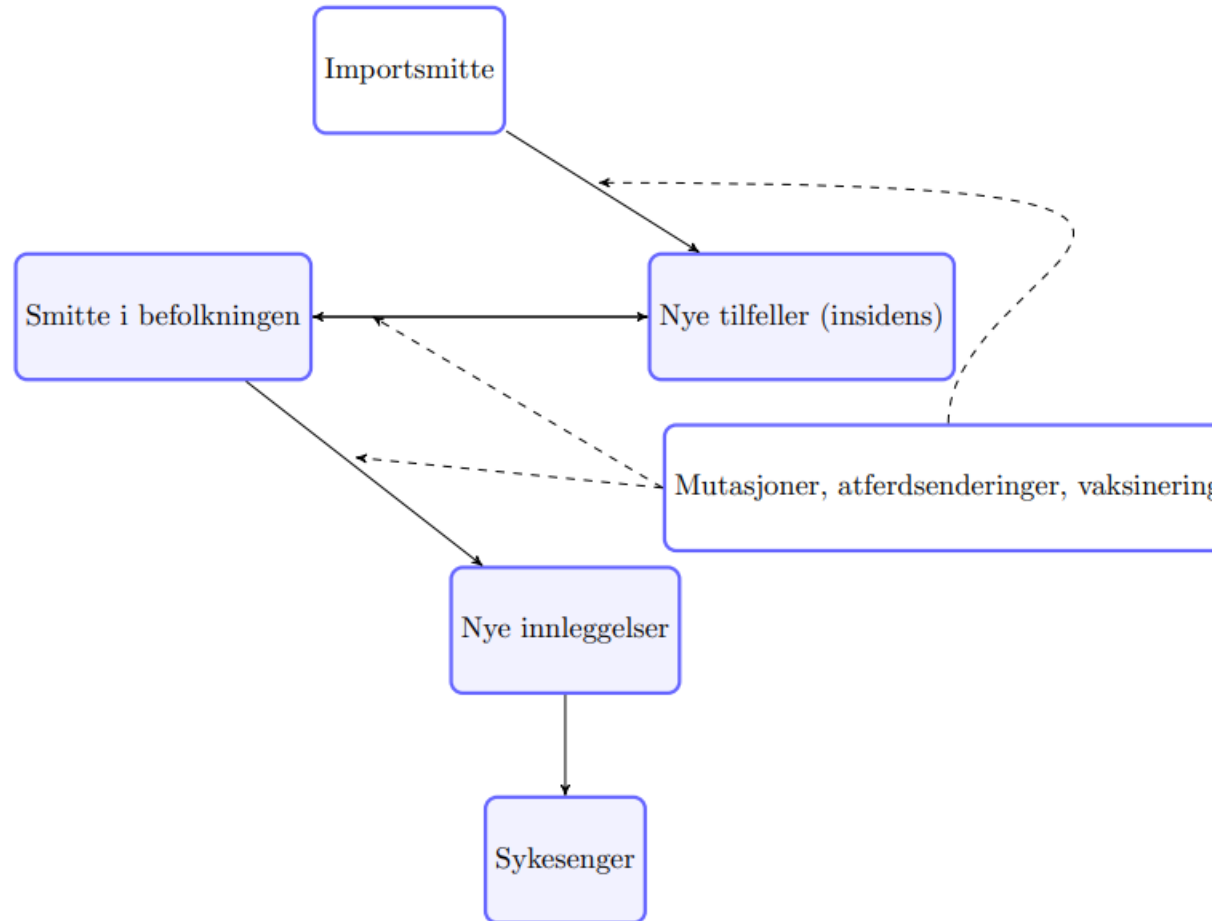 Importsmitte
Smitte i befolkningen
Nye tilfeller (insidens)
Mutasjoner, atferdsenderinger, vaksinering
Nye innleggelser
Sykesenger